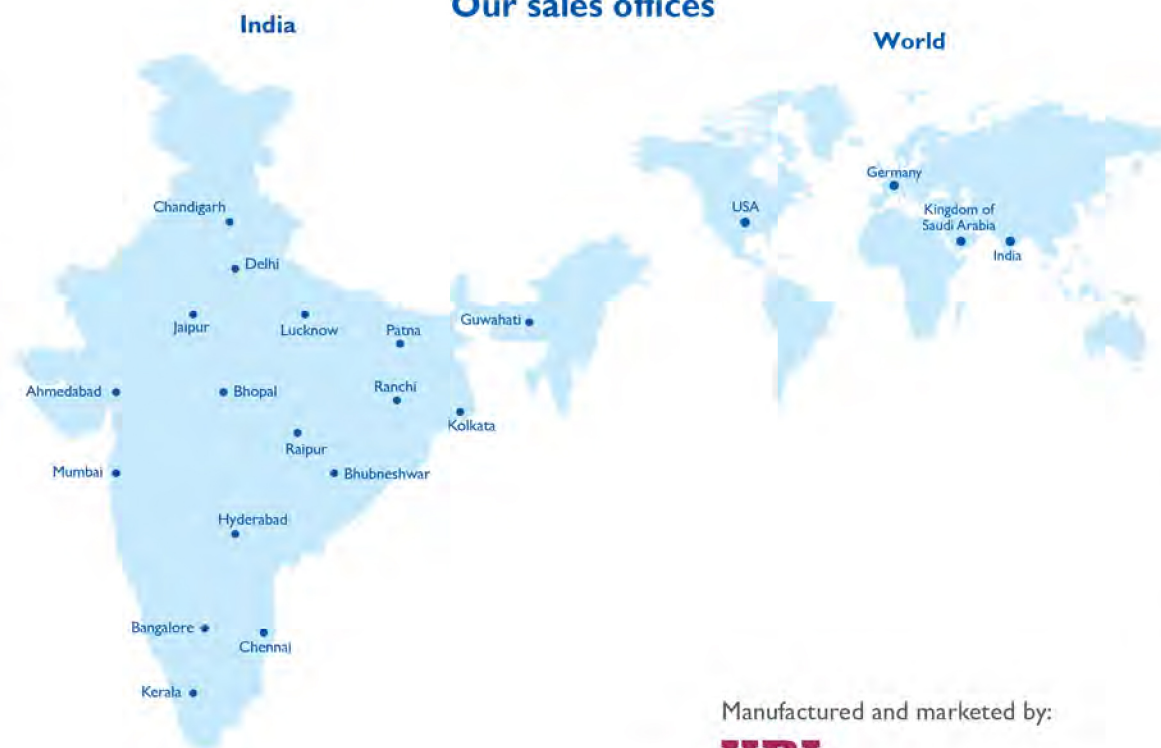 Our sales offices
India
World
Chandigarh
Delhi
Jaipur
Lucknow
Patna
Guwahati
Ahmedabad
Bhopal
Ranchi
Kolkata
Raipur
Mumbai
Bhubneshwar
Hyderabad
Bangalore
Chennai
Kerala
Germany
USA
Kingdom of
Saudi Arabia
India
Manufactured and marketed by: